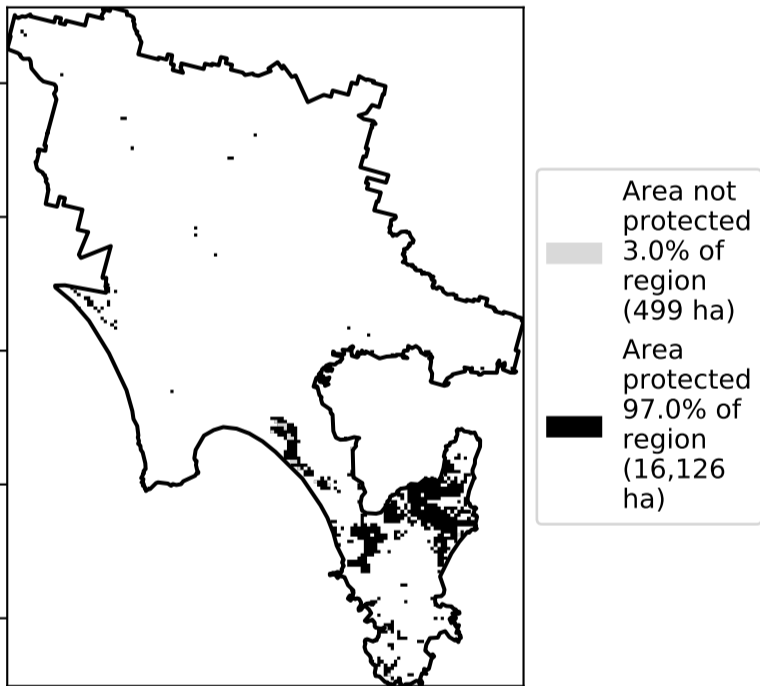 Area not
protected
3.0% of
region
(499 ha)
Area
protected
97.0% of
region
(16,126
ha)